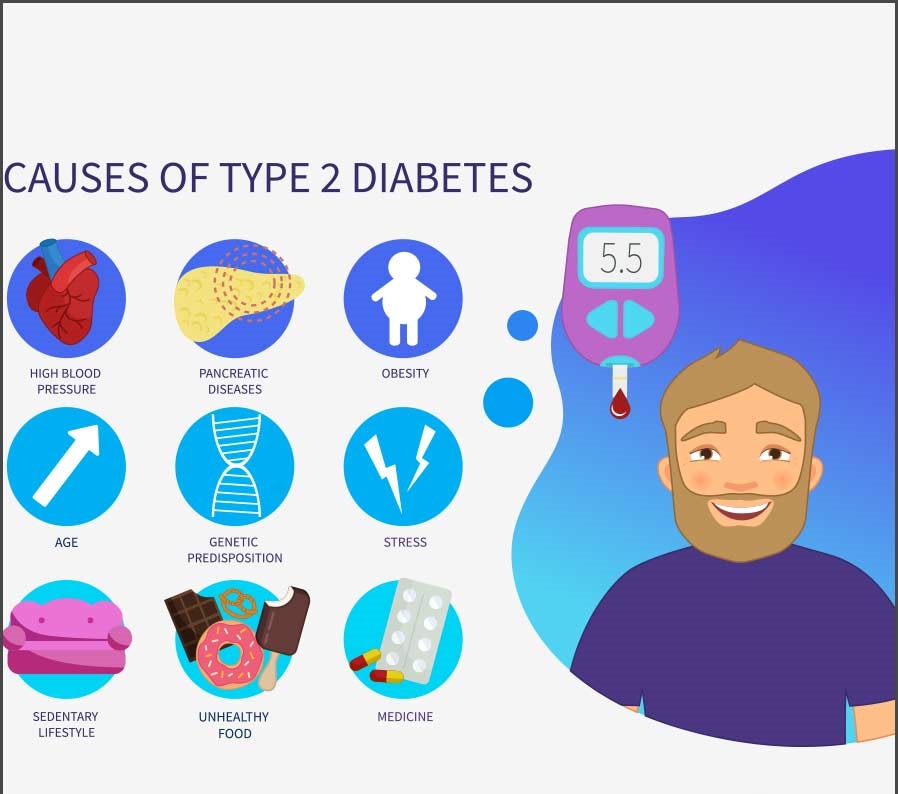 CAUSES OF TYPE 2 DIABETES
5.5
HIGH BLOOD
PRESSURE
PANCREATIC
DISEASES
OBESITY
AGE
GENETIC
PREDISPOSITION
STRESS
SEDENTARY
LIFESTYLE
UNHEALTHY
FOOD
MEDICINE